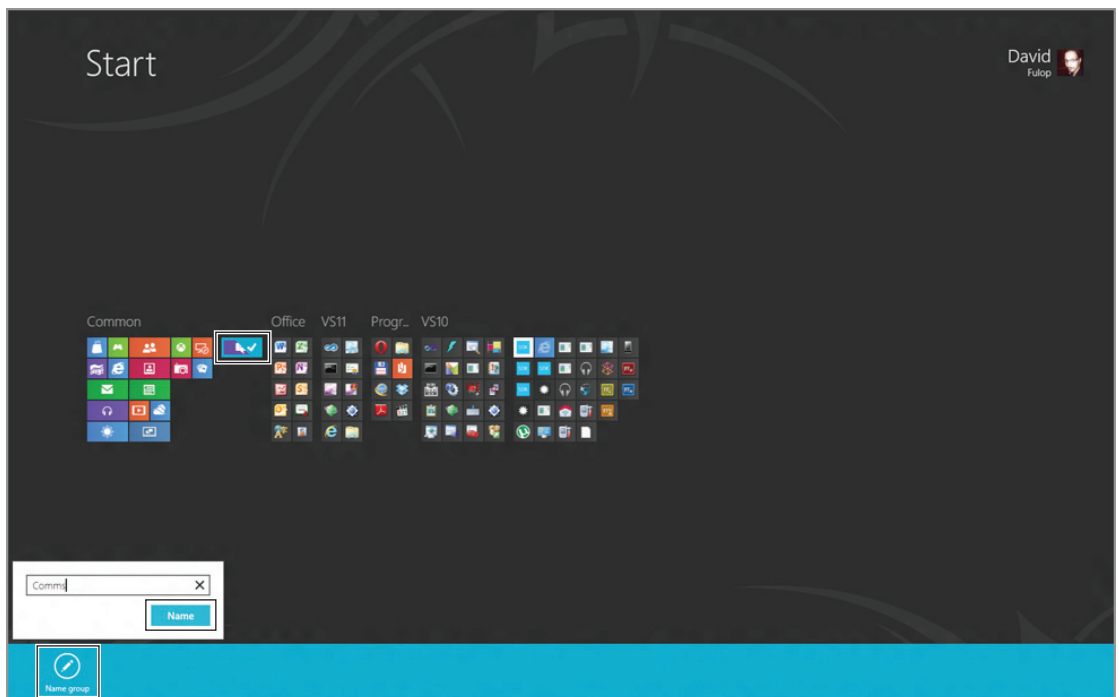 Start
David
Fulop
Common
Office
VS11
Progr...
VS10
Comms
Name
Name group